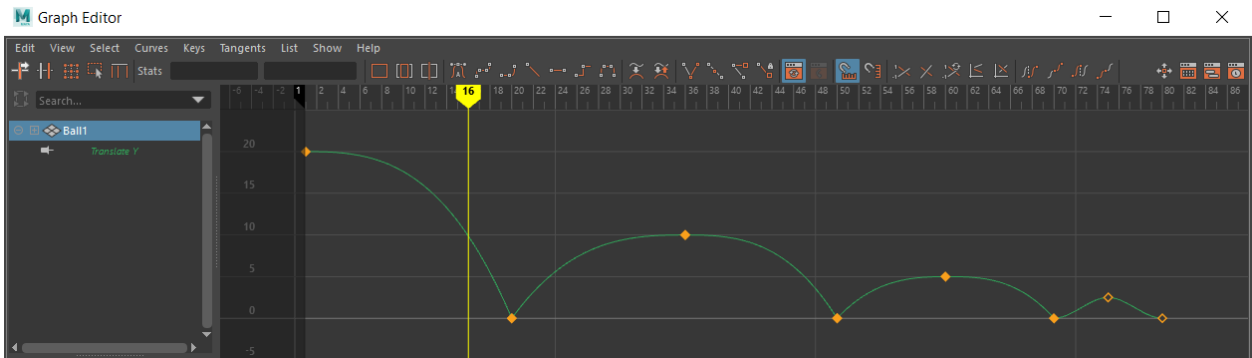 M Graph Editor
Edit View Select Curves Keys Tangents List Show Help
Stats
Search...
-6 -4 -2 1 2 4 6 8 10 12 16 18 20 22 24 26 28 30 32 34 36 38 40 42 44 46 48 50 52 54 56 58 60 62 64 66 68 70 72 74 76 78 80 82 84 86
Ball1
Translate Y
20
15
10
5
0
-5